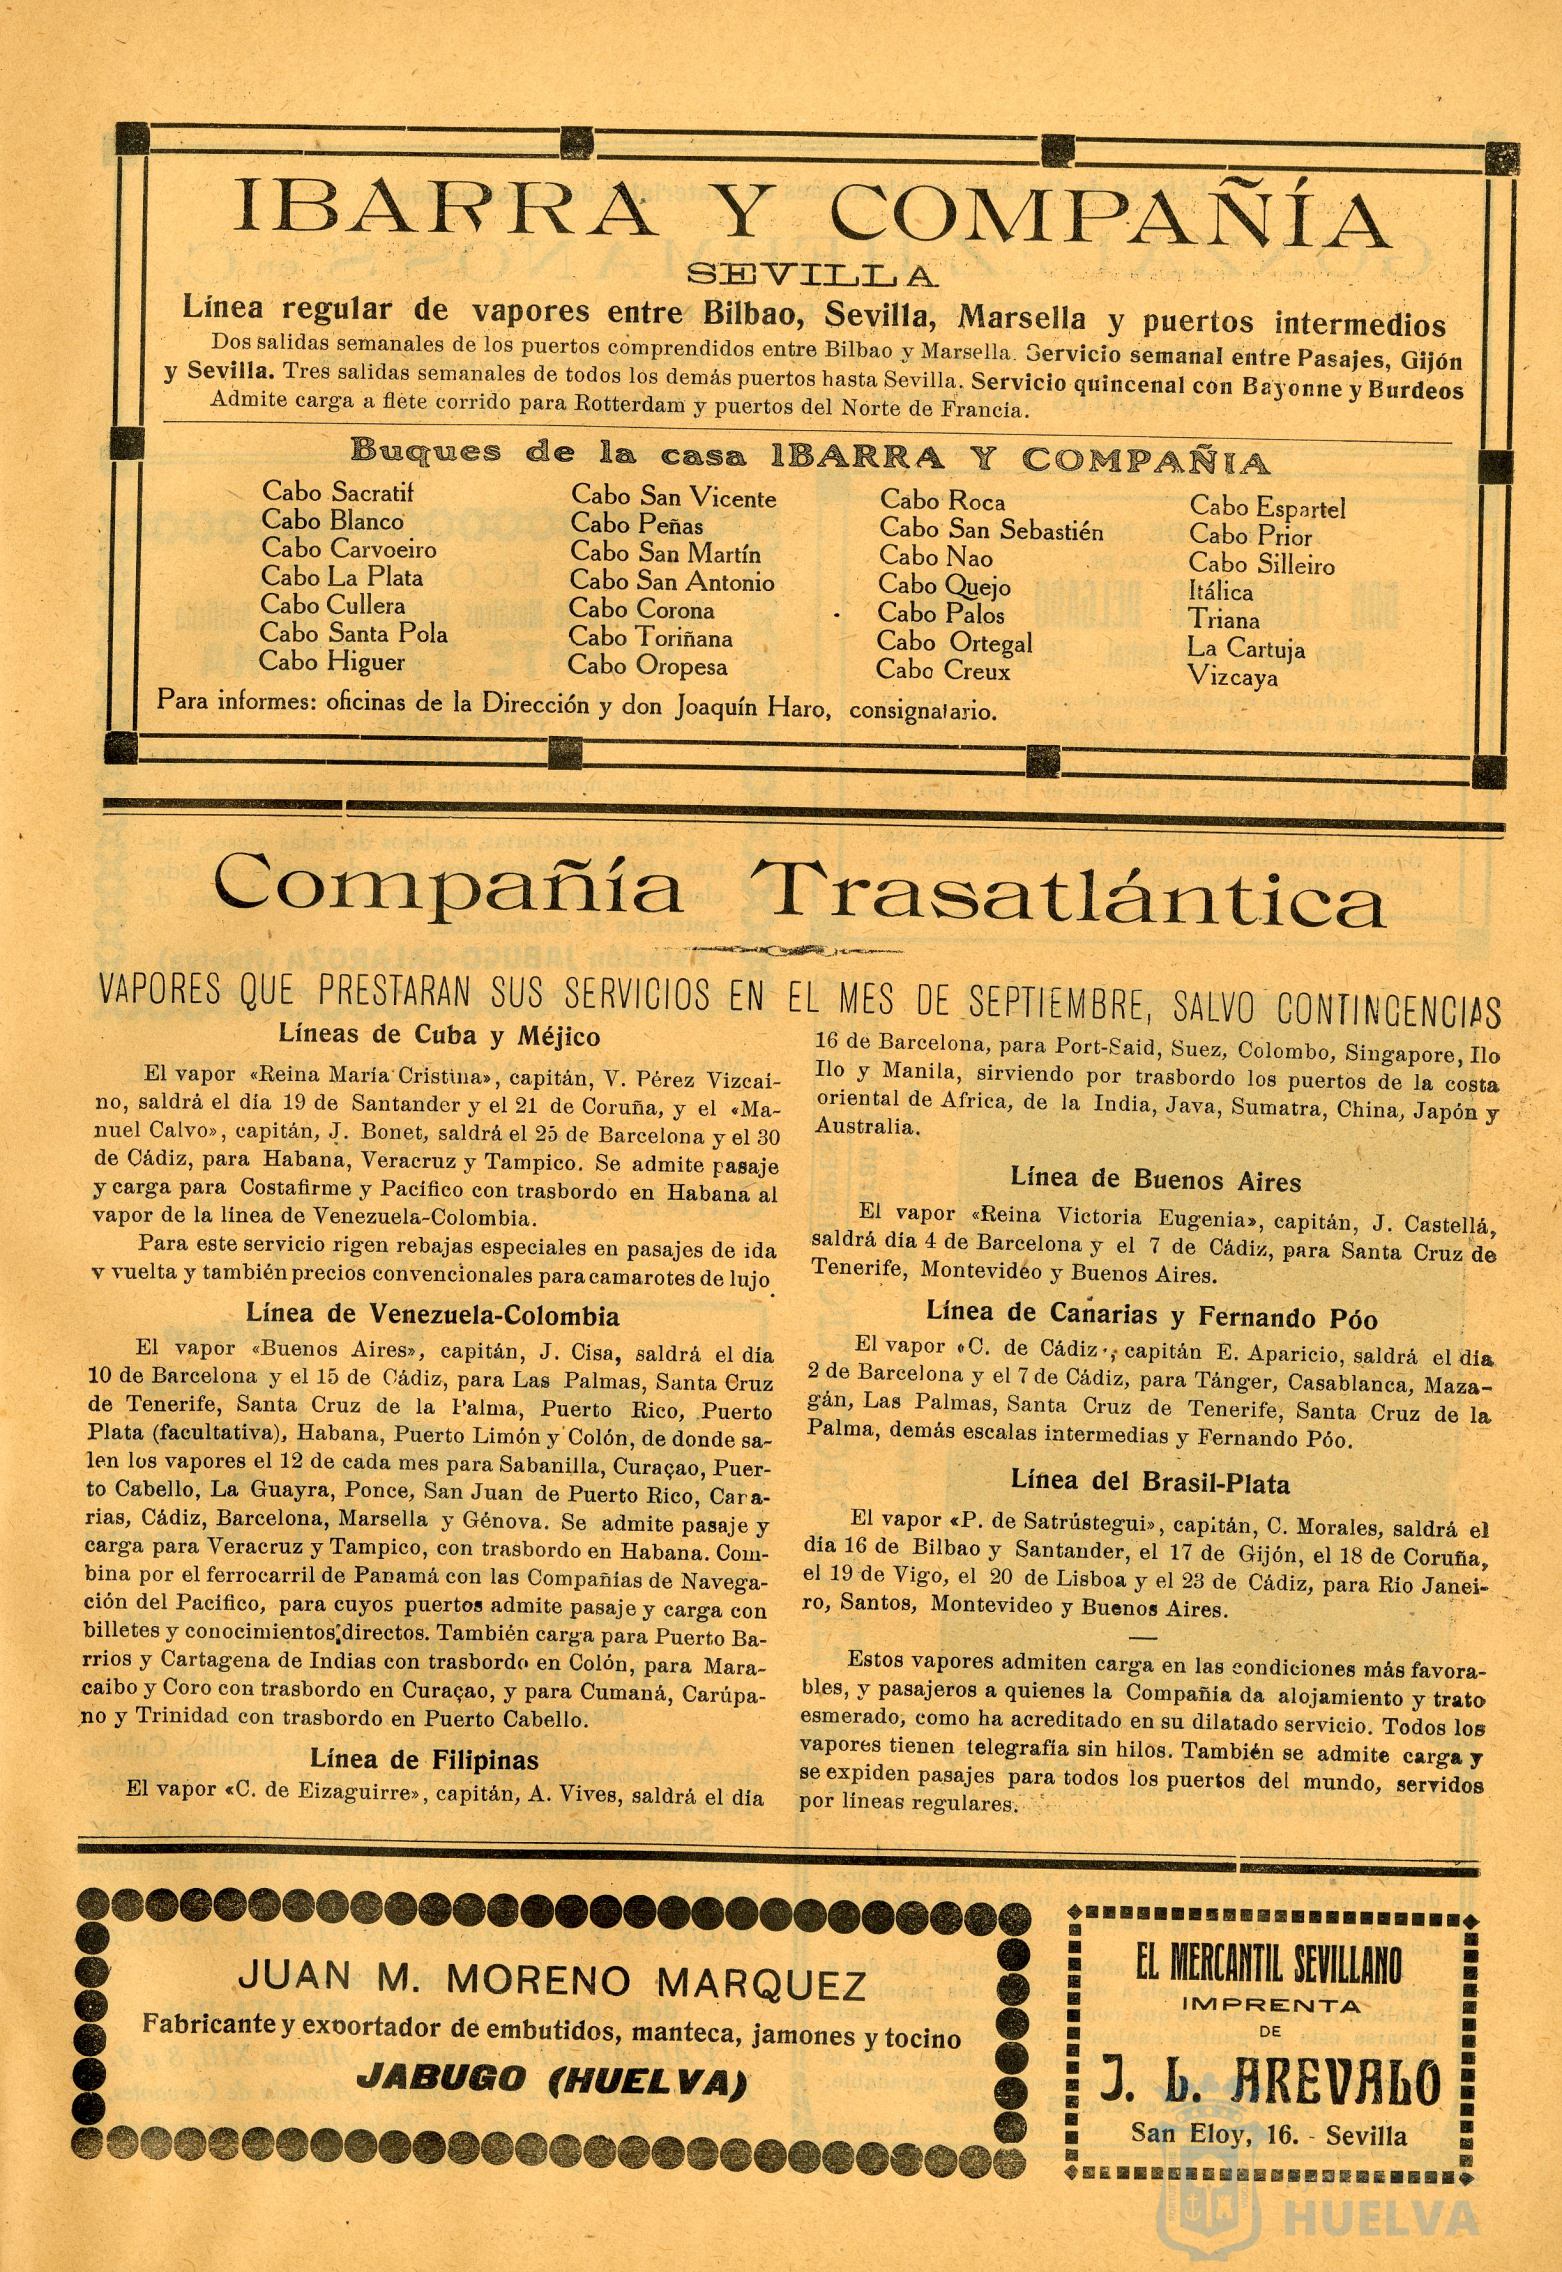 IBARRA Y COMPAÑÍA
SEVILLA
Línea regular de vapores entre Bilbao, Sevilla, Marsella y puertos intermedios
Dos salidas semanales de los puertos comprendidos entre Bilbao y Marsella. Servicio semanal entre Pasajes, Gijón
y Sevilla. Tres salidas semanales de todos los demás puertos hasta Sevilla. Servicio quincenal con Bayonne y Burdeos
Admite carga a flete corrido para Rotterdam y puertos del Norte de Francia.
Buques de la casa IBARRA Y COMPAÑIA
Cabo Sacratif
Cabo Blanco
Cabo Carvoeiro
Cabo La Plata
Cabo Cullera
Cabo Santa Pola
Cabo Higuer
Cabo San Vicente
Cabo Peñas
Cabo San Martín
Cabo San Antonio
Cabo Corona
Cabo Toriñana
Cabo Oropesa
Cabo Roca
Cabo San Sebastién
Cabo Nao
Cabo Quejo
Cabo Palos
Cabo Ortegal
Cabo Creux
Cabo Espartel
Cabo Prior
Cabo Silleiro
Itálica
Triana
La Cartuja
Vizcaya
Para informes: oficinas de la Dirección y don Joaquín Haro, consignatario.
Compañía Trasatlántica
VAPORES QUE PRESTARAN SUS SERVICIOS EN EL MES DE SEPTIEMBRE, SALVO CONTINGENCIAS
Líneas de Cuba y Méjico
El vapor «Reina María Cristina», capitán, V. Pérez Vizcaí-
no, saldrá el día 19 de Santander y el 21 de Coruña, y el «Ma-
nuel Calvo», capitán, J. Bonet, saldrá el 25 de Barcelona y el 30
de Cádiz, para Habana, Veracruz y Tampico. Se admite pasaje
y carga para Costafirme y Pacífico con trasbordo en Habana al
vapor de la línea de Venezuela-Colombia.
Para este servicio rigen rebajas especiales en pasajes de ida
y vuelta y también precios convencionales para camarotes de lujo.
Línea de Venezuela-Colombia
El vapor «Buenos Aires», capitán, J. Cisa, saldrá el día
10 de Barcelona y el 15 de Cádiz, para Las Palmas, Santa Cruz
de Tenerife, Santa Cruz de la Palma, Puerto Rico, Puerto
Plata (facultativa), Habana, Puerto Limón y Colón, de donde sa-
len los vapores el 12 de cada mes para Sabanilla, Curaçao, Puer-
to Cabello, La Guayra, Ponce, San Juan de Puerto Rico, Cana-
rias, Cádiz, Barcelona, Marsella y Génova. Se admite pasaje y
carga para Veracruz y Tampico, con trasbordo en Habana. Com-
bina por el ferrocarril de Panamá con las Compañías de Navega-
ción del Pacífico, para cuyos puertos admite pasaje y carga con
billetes y conocimientos directos. También carga para Puerto Ba-
rrios y Cartagena de Indias con trasbordo en Colón, para Mara-
caibo y Coro con trasbordo en Curaçao, y para Cumaná, Carúpa-
no y Trinidad con trasbordo en Puerto Cabello.
Línea de Filipinas
El vapor «C. de Eizaguirre», capitán, A. Vives, saldrá el día
16 de Barcelona, para Port-Said, Suez, Colombo, Singapore, Ilo
Ilo y Manila, sirviendo por trasbordo los puertos de la costa
oriental de Africa, de la India, Java, Sumatra, China, Japón y
Australia.
Línea de Buenos Aires
El vapor «Reina Victoria Eugenia», capitán, J. Castellá,
saldrá día 4 de Barcelona y el 7 de Cádiz, para Santa Cruz de
Tenerife, Montevideo y Buenos Aires.
Línea de Canarias y Fernando Póo
El vapor «C. de Cádiz», capitán E. Aparicio, saldrá el día
2 de Barcelona y el 7 de Cádiz, para Tánger, Casablanca, Maza-
gán, Las Palmas, Santa Cruz de Tenerife, Santa Cruz de la
Palma, demás escalas intermedias y Fernando Póo.
Línea del Brasil-Plata
El vapor «P. de Satrústegui», capitán, C. Morales, saldrá el
día 16 de Bilbao y Santander, el 17 de Gijón, el 18 de Coruña,
el 19 de Vigo, el 20 de Lisboa y el 23 de Cádiz, para Río Janei-
ro, Santos, Montevideo y Buenos Aires.
Estos vapores admiten carga en las condiciones más favora-
bles, y pasajeros a quienes la Compañía da alojamiento y trato
esmerado, como ha acreditado en su dilatado servicio. Todos los
vapores tienen telegrafía sin hilos. También se admite carga y
se expiden pasajes para todos los puertos del mundo, servidos
por líneas regulares.
JUAN M. MORENO MARQUEZ
Fabricante y exportador de embutidos, manteca, jamones y tocino
JABUGO (HUELVA)
EL MERCANTIL SEVILLANO
IMPRENTA
DE
J. L. AREVALO
San Eloy, 16. - Sevilla
HUELVA